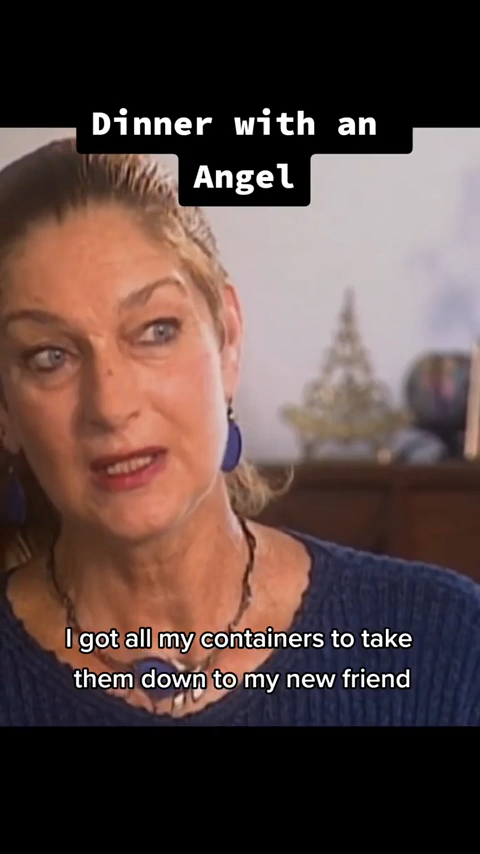 Dinner with an
Angel
I got all my containers to take
them down to my new friend